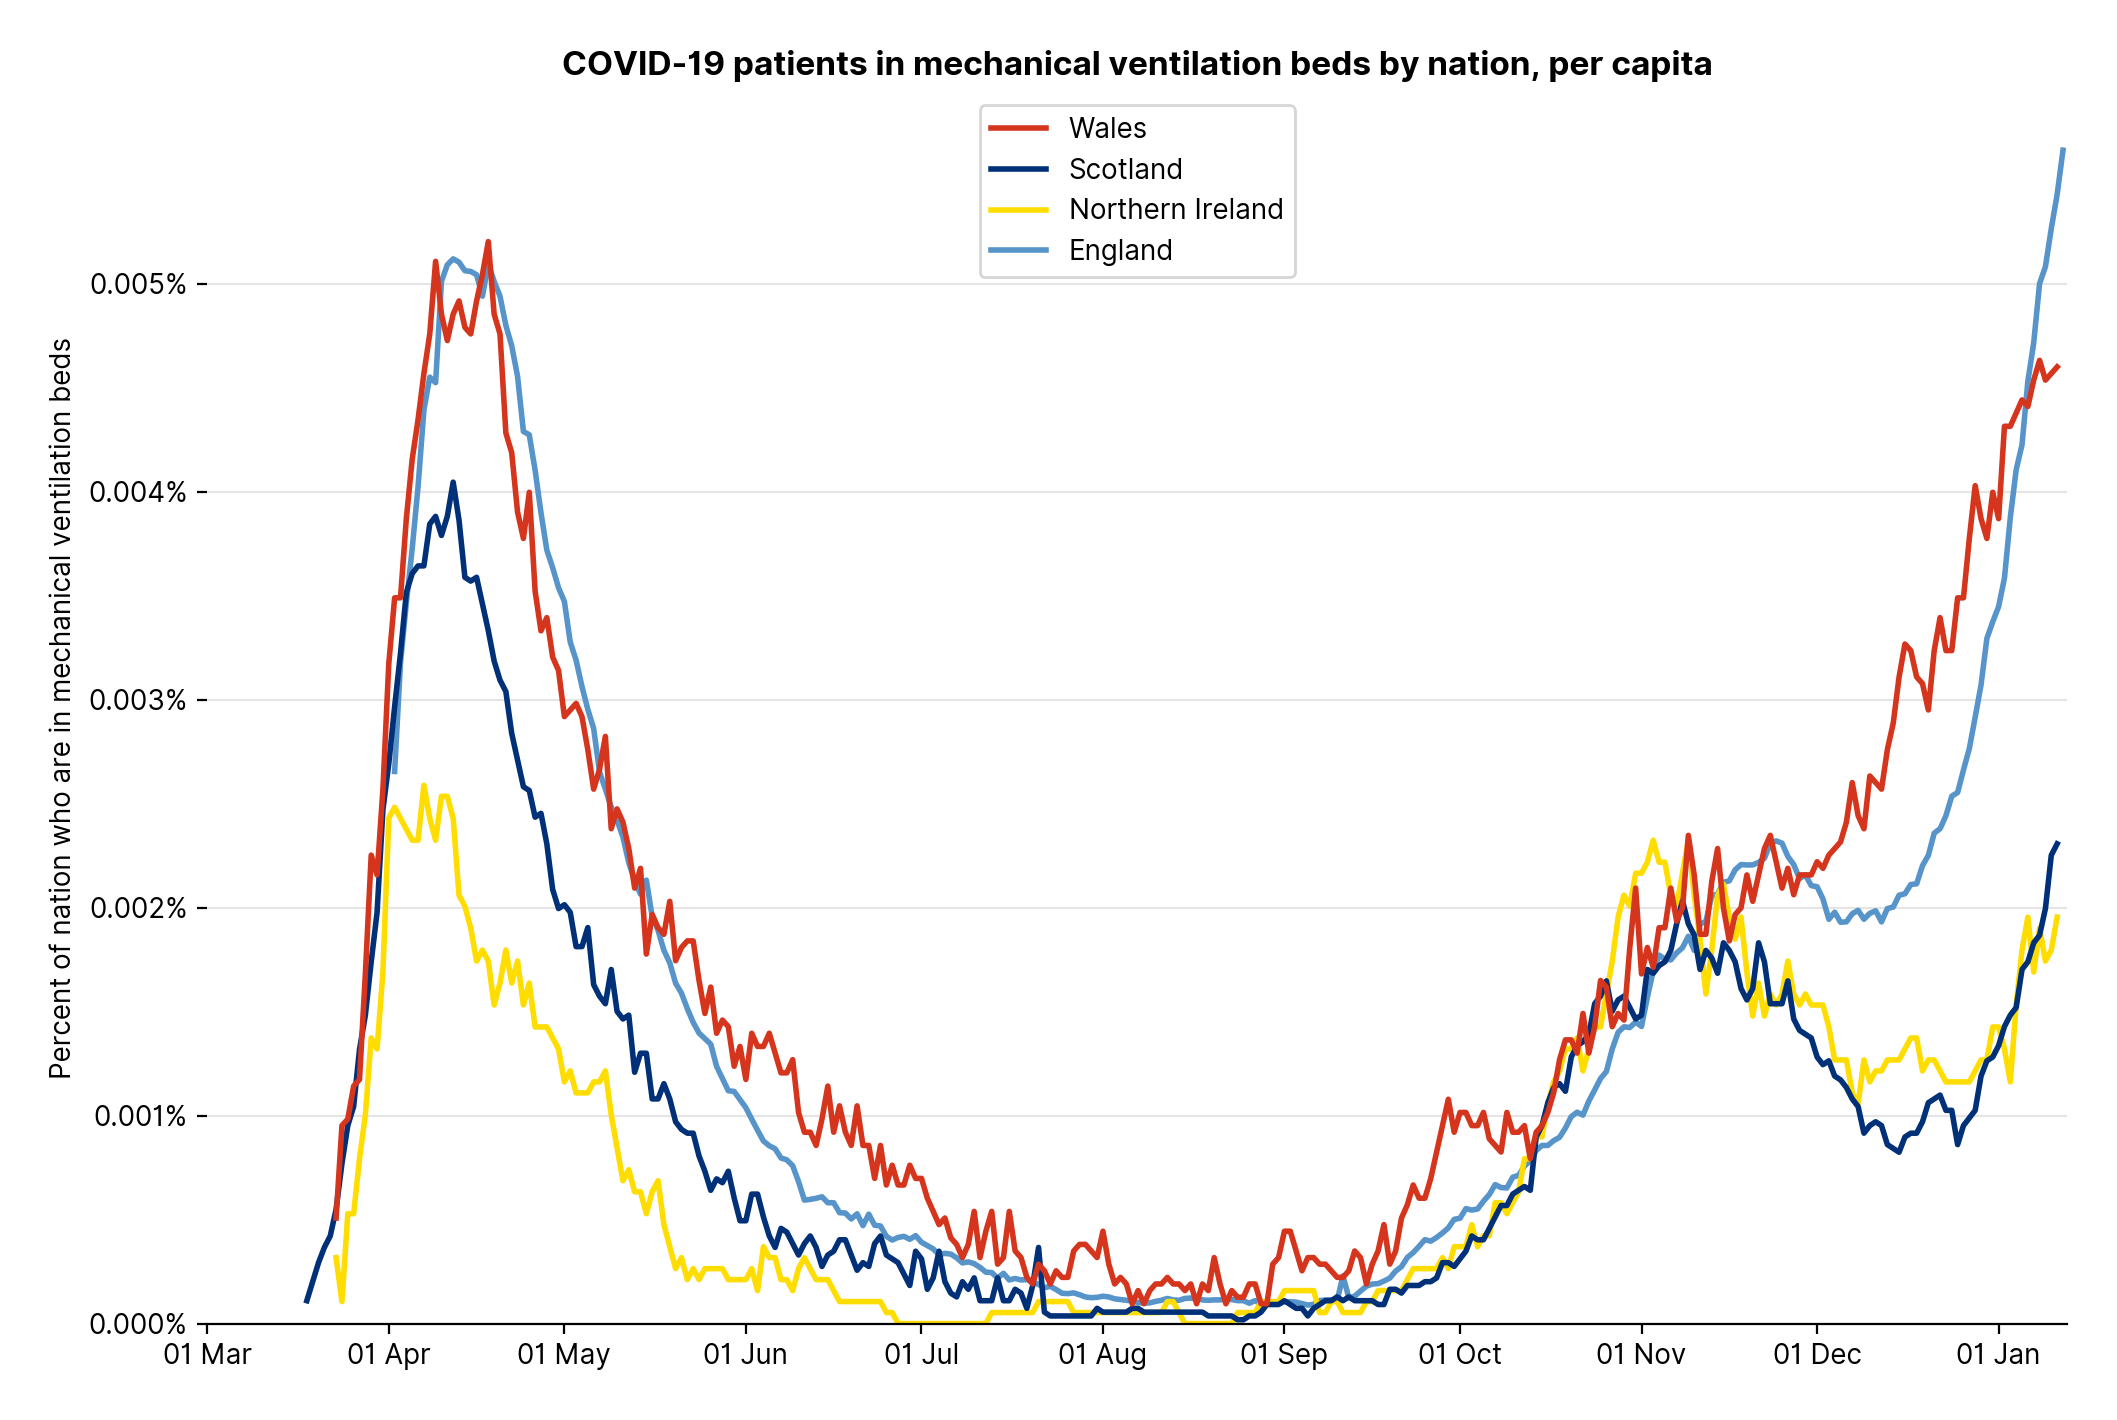 COVID-19 patients in mechanical ventilation beds by nation, per capita
Wales
Scotland
Northern Ireland
England
Percent of nation who are in mechanical ventilation beds
0.005%
0.004%
0.003%
0.002%
0.001%
0.000%
01 Mar 01 Apr 01 May 01 Jun 01 Jul 01 Aug 01 Sep 01 Oct 01 Nov 01 Dec 01 Jan